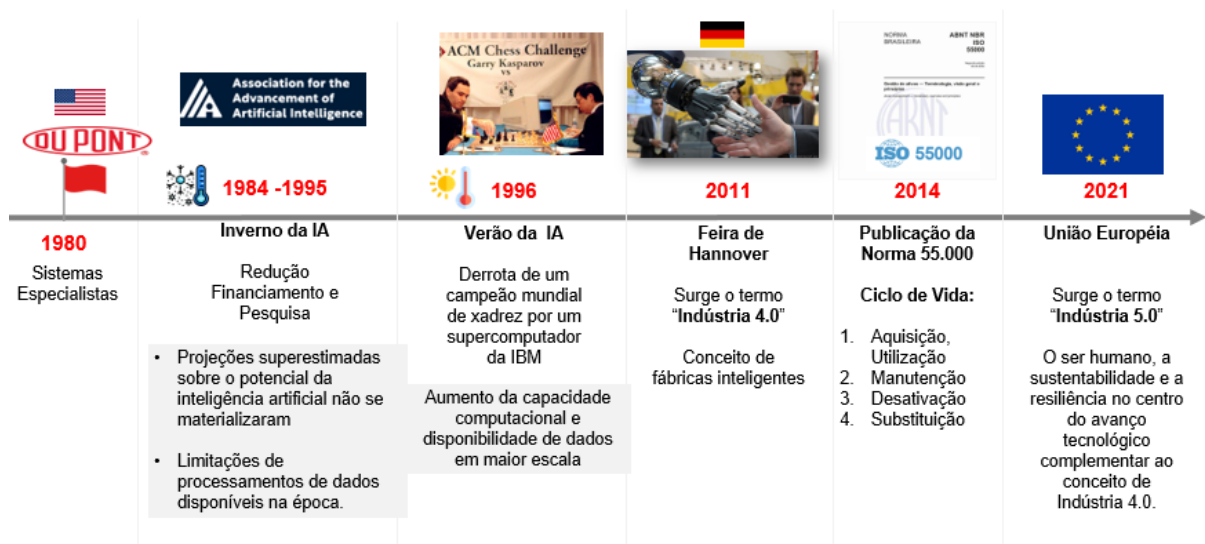 DU PONT
1980
Sistemas
Especialistas
Association for the
Advancement of
Artificial Intelligence
1984 -1995
Inverno da IA
Redução
Financiamento e
Pesquisa
• Projeções superestimadas
sobre o potencial da
inteligência artificial não se
materializaram
• Limitações de
processamentos de dados
disponíveis na época.
ACM Chess Challenge
Garry Kasparov
vs
1996
Verão da IA
Derrota de um
campeão mundial
de xadrez por um
supercomputador
da IBM
Aumento da capacidade
computacional e
disponibilidade de dados
em maior escala
2011
Feira de
Hannover
Surge o termo
“Indústria 4.0”
Conceito de
fábricas inteligentes
NORMA
BRASILEIRA
ABNT NBR
ISO
55000
ISO 55000
2014
Publicação da
Norma 55.000
Ciclo de Vida:
1. Aquisição,
Utilização
2. Manutenção
3. Desativação
4. Substituição
2021
União Européia
Surge o termo
“Indústria 5.0”
O ser humano, a
sustentabilidade e a
resiliência no centro
do avanço
tecnológico
complementar ao
conceito de
Indústria 4.0.